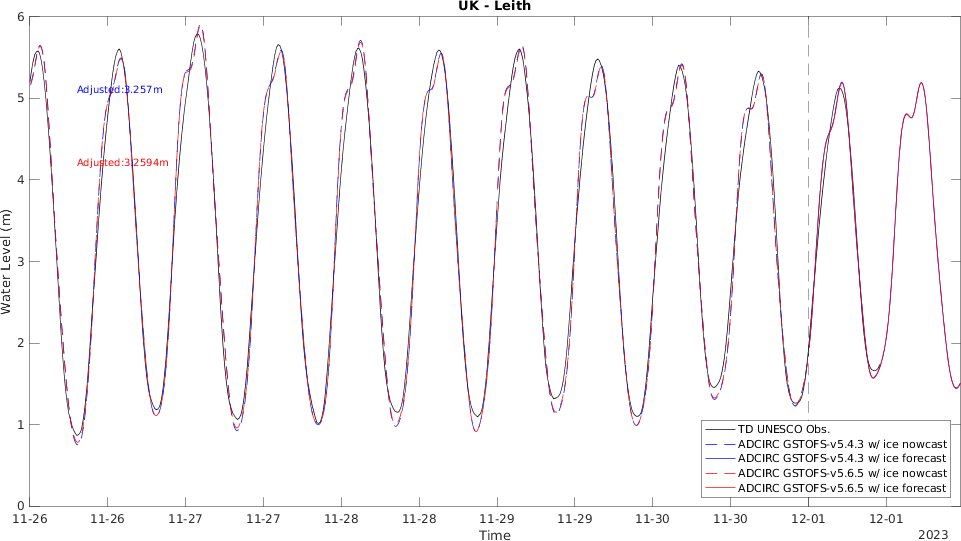 UK - Leith
6
5
4
3
2
1
0
Water Level (m)
Adjusted:3.257m
Adjusted:3.2594m
TD UNESCO Obs.
ADCIRC GSTOFS-v5.4.3 w/ ice nowcast
ADCIRC GSTOFS-v5.4.3 w/ ice forecast
ADCIRC GSTOFS-v5.6.5 w/ ice nowcast
ADCIRC GSTOFS-v5.6.5 w/ ice forecast
11-26 11-26 11-27 11-27 11-28 11-28 11-29 11-29 11-30 11-30 12-01 12-01
Time
2023